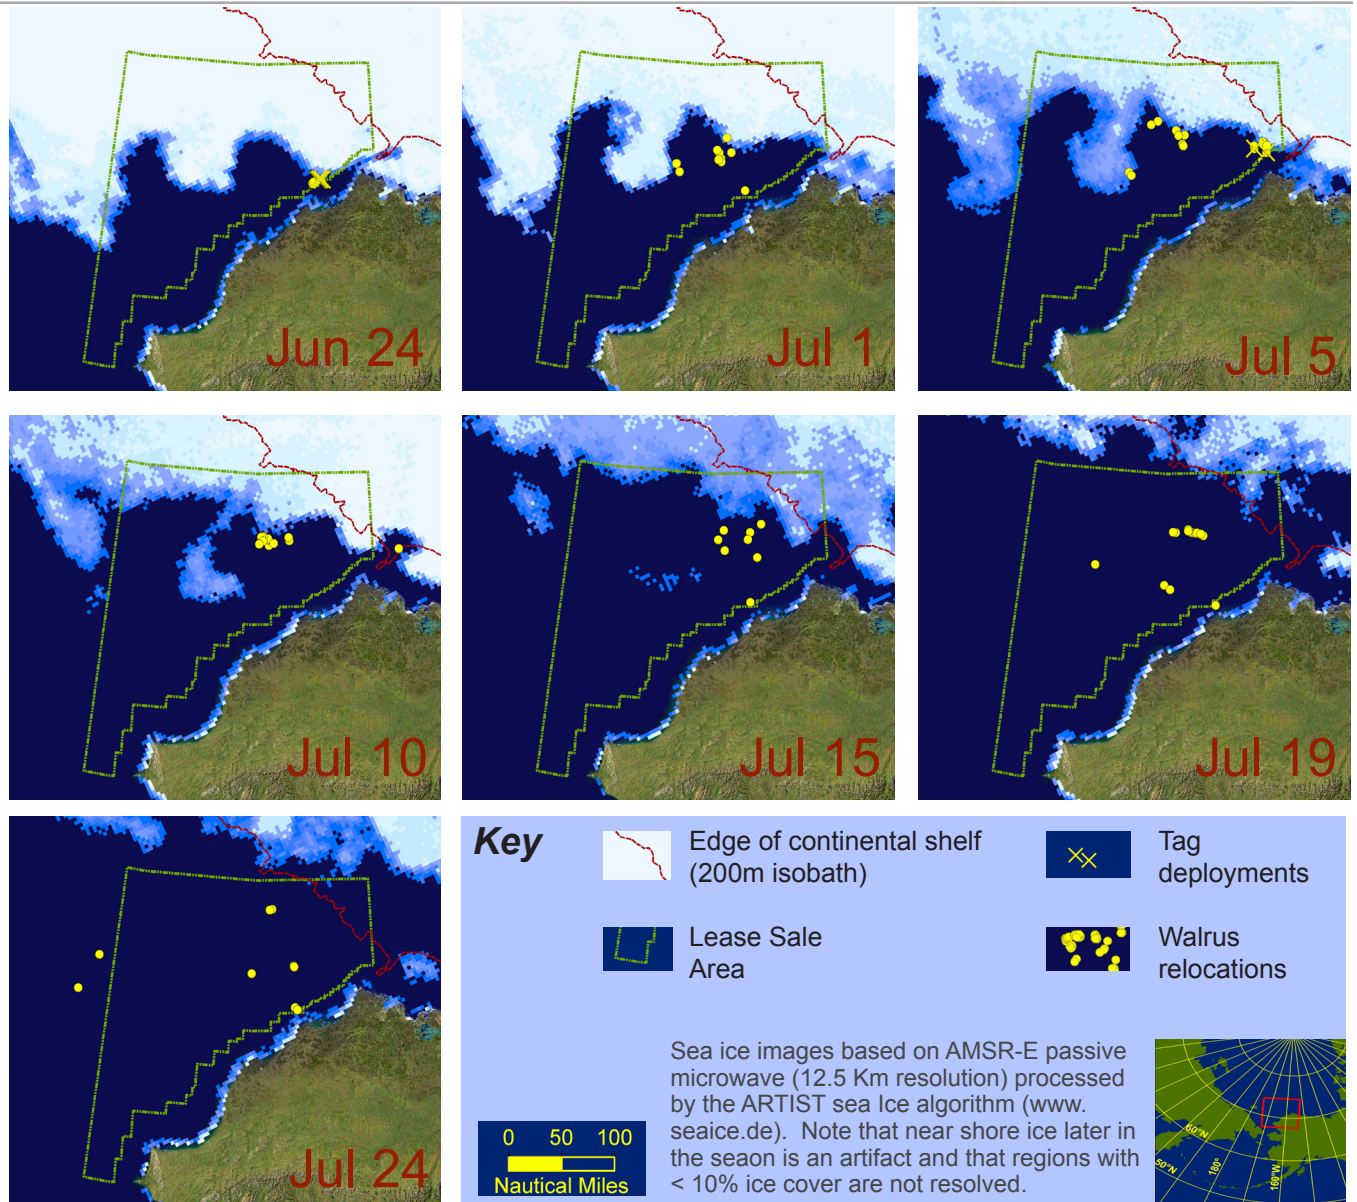 Jun 24
Jul 1
Jul 5
Jul 10
Jul 15
Jul 19
Jul 24
Key
Edge of continental shelf
(200m isobath)
Tag
deployments
Lease Sale
Area
Walrus
relocations
Sea ice images based on AMSR-E passive
microwave (12.5 Km resolution) processed
by the ARTIST sea Ice algorithm (www.
seaice.de). Note that near shore ice later in
the seaon is an artifact and that regions with
< 10% ice cover are not resolved.
0 50 100
Nautical Miles
60°N
50°N
180°
160°W